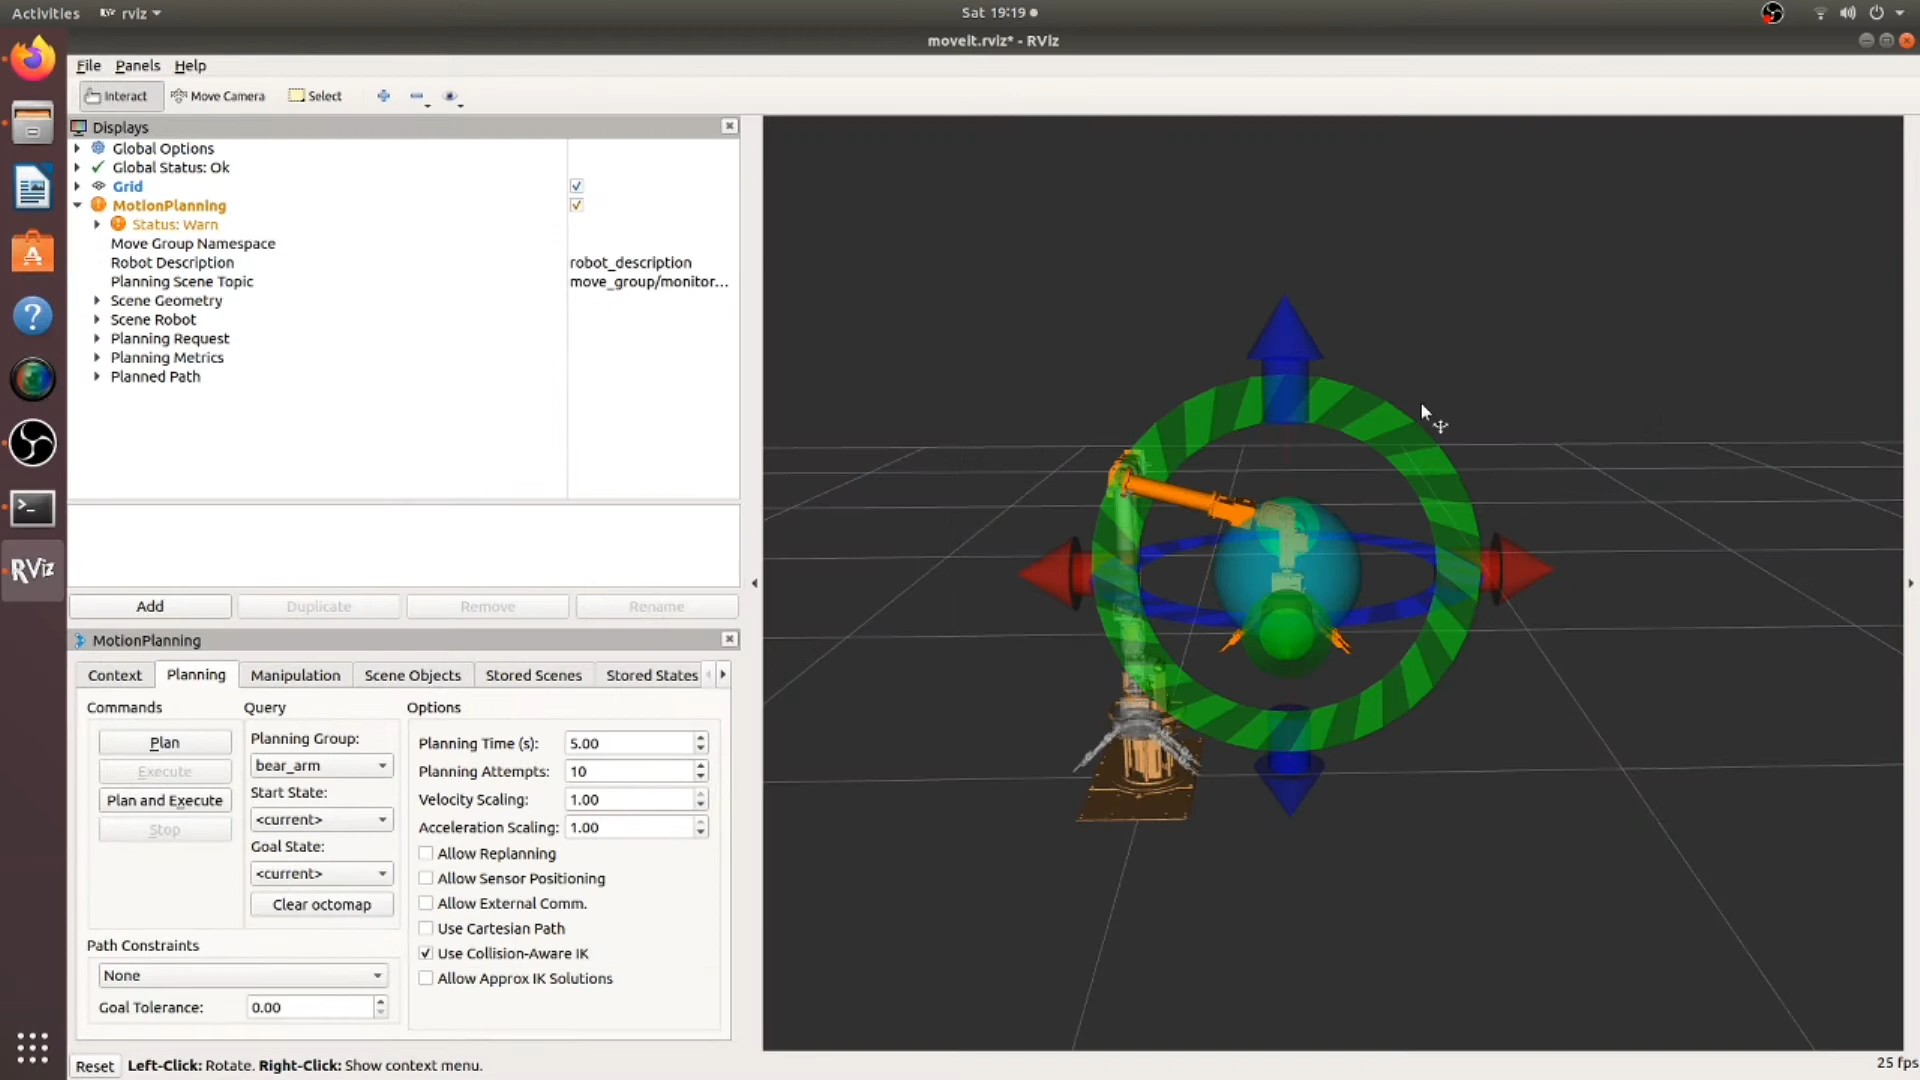 Activities rviz Sat 19:19
moveit.rviz* - RViz
File Panels Help
Interact Move Camera Select
Displays
Global Options
Global Status: Ok
Grid
MotionPlanning
Status: Warn
Move Group Namespace
Robot Description robot_description
Planning Scene Topic move_group/monitor...
Scene Geometry
Scene Robot
Planning Request
Planning Metrics
Planned Path
RViz
Add Duplicate Remove Rename
MotionPlanning
Context Planning Manipulation Scene Objects Stored Scenes Stored States
Commands Query Options
Plan
Execute
Plan and Execute
Stop
Planning Group:
bear_arm
Start State:
<current>
Goal State:
<current>
Clear octomap
Planning Time (s): 5.00
Planning Attempts: 10
Velocity Scaling: 1.00
Acceleration Scaling: 1.00
Allow Replanning
Allow Sensor Positioning
Allow External Comm.
Use Cartesian Path
Use Collision-Aware IK
Allow Approx IK Solutions
Path Constraints
None
Goal Tolerance: 0.00
Reset Left-Click: Rotate. Right-Click: Show context menu. 25 fps